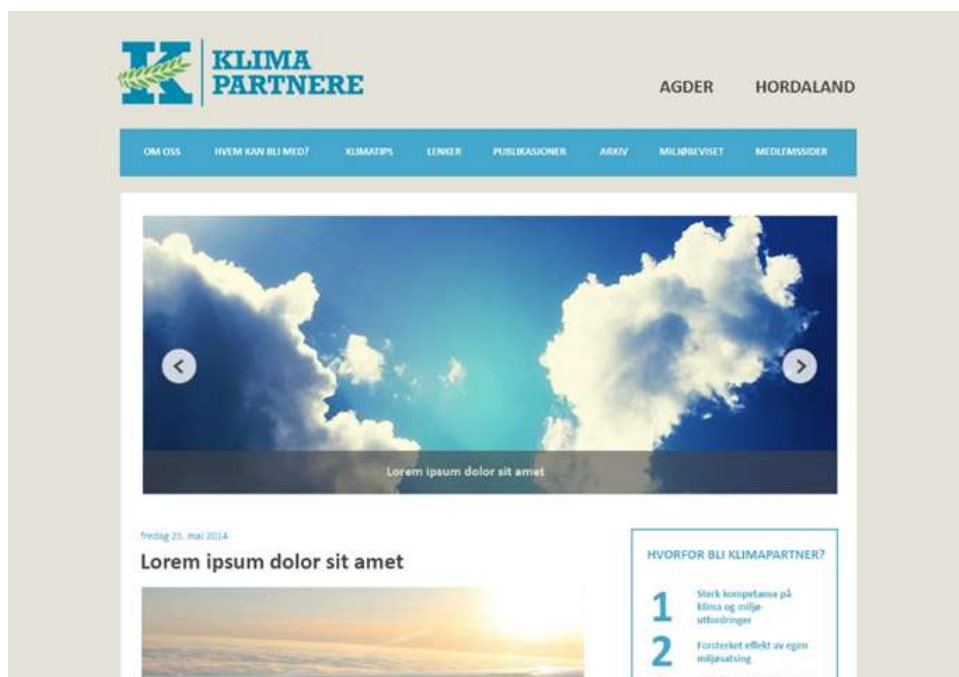 K
KLIMA
PARTNERE
AGDER HORDALAND
OM OSS HVEM KAN BLI MED? KLIMATIPS LENKER PUBLIKASJONER ARKIV MILJØBEVISET MEDLEMSSIDER
Lorem ipsum dolor sit amet
fredag 25. mai 2014
Lorem ipsum dolor sit amet
HVORFOR BLI KLIMAPARTNER?
1 Sterk kompetanse på
klima og miljø-
utfordringer
2 Forsterket effekt av egen
miljøsatsing